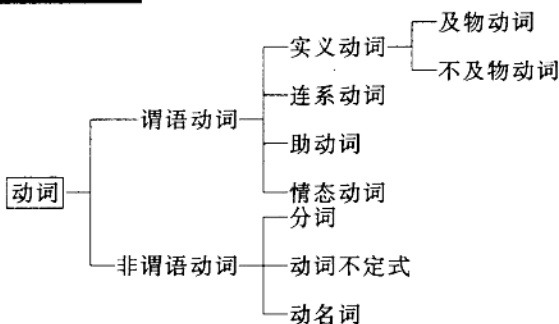 及物动词
实义动词
不及物动词
连系动词
谓语动词
助动词
动词
情态动词
分词
非谓语动词
动词不定式
动名词